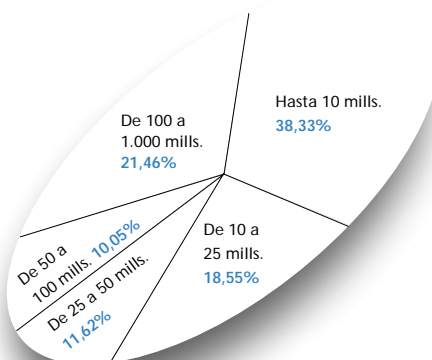 Hasta 10 mills.
38,33%
De 100 a
1.000 mills.
21,46%
De 10 a
25 mills.
18,55%
De 50 a
100 mills. 10,05%
De 25 a 50 mills.
11,62%